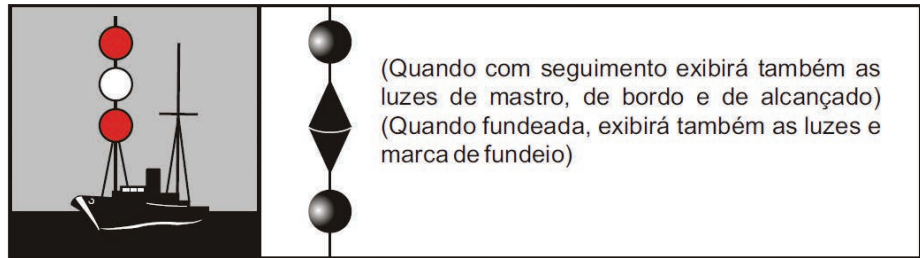 (Quando com seguimento exibirá também as
luzes de mastro, de bordo e de alcançado)
(Quando fundeada, exibirá também as luzes e
marca de fundeio)